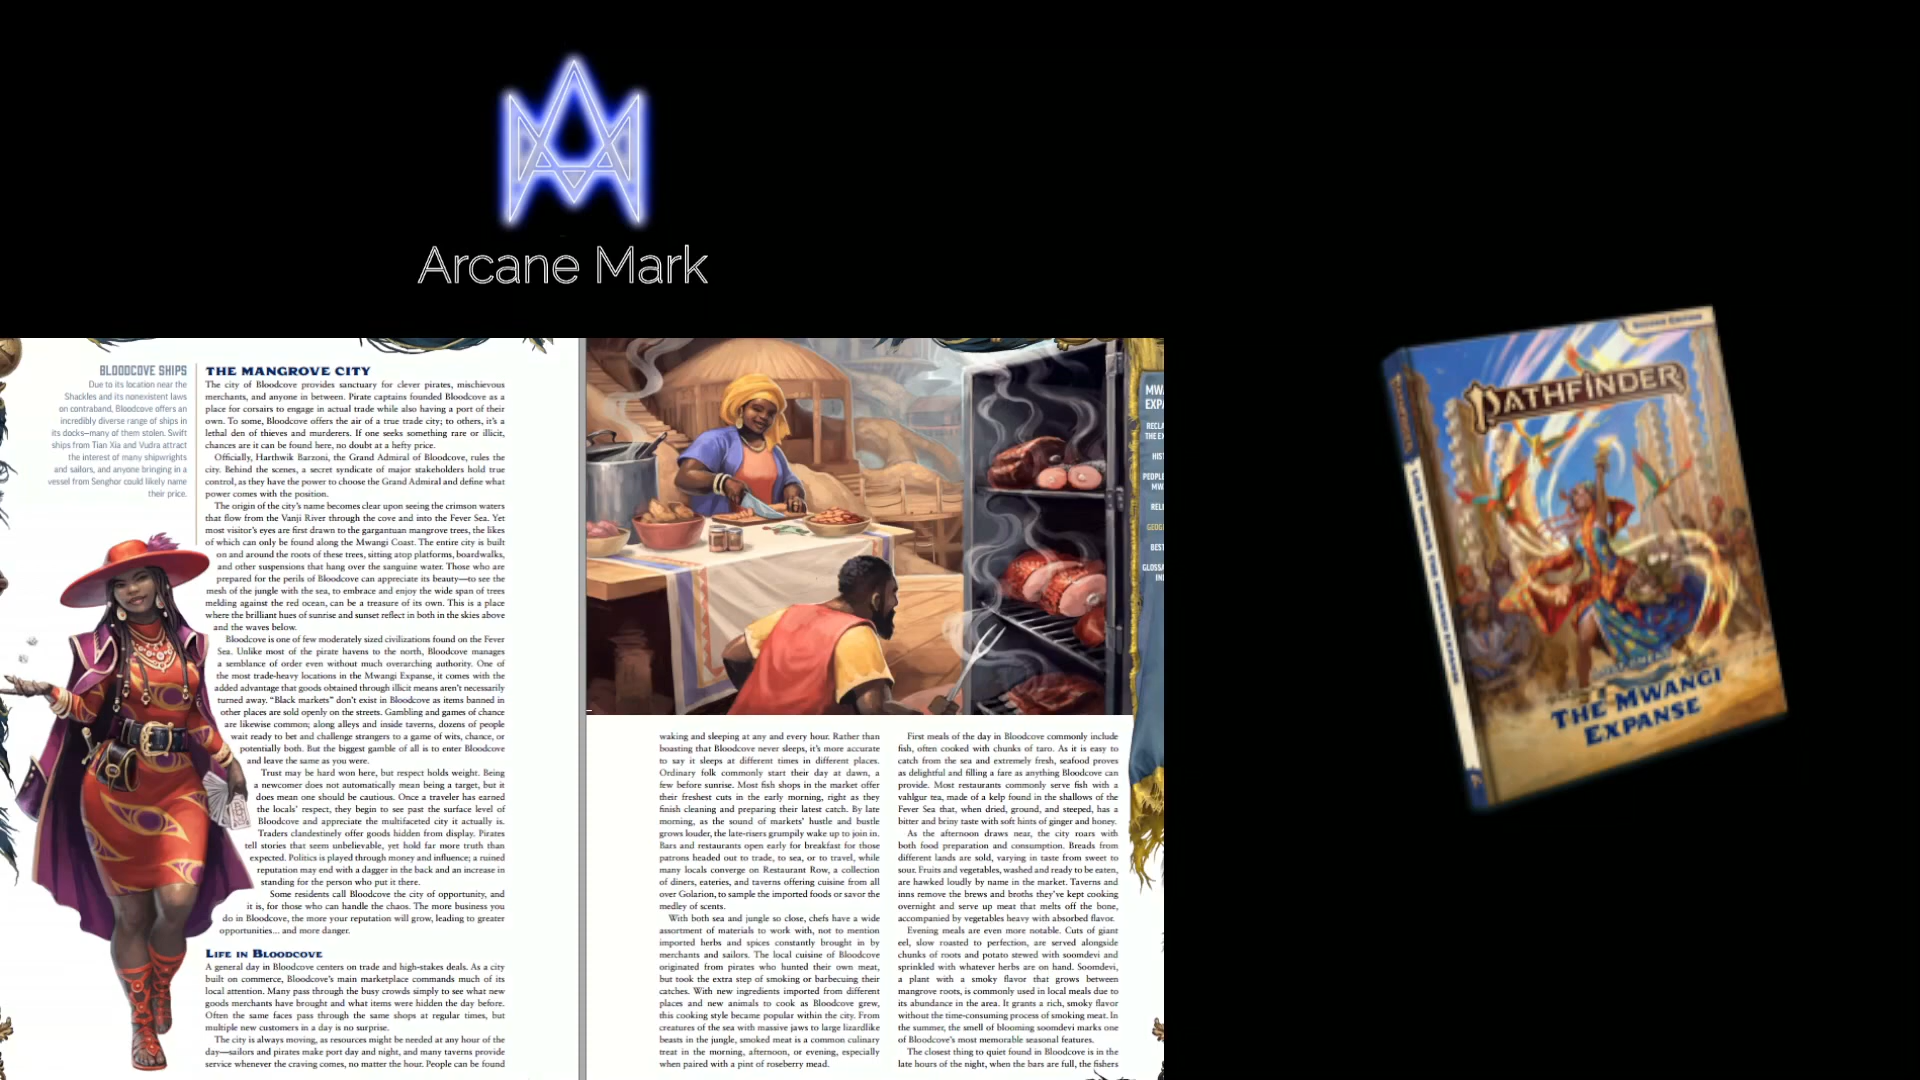 Arcane Mark
BLOODCOVE SHIPS
Due to its location near the
Shackles and its nonexistent laws
on contraband, Bloodcove offers an
incredibly diverse range of ships in
its docks—many of them stolen. Swift
ships from Tian Xia and Vudra attract
the interest of many shipwrights
and sailors, and anyone bringing in a
vessel from Senghor could likely name
their price.
THE MANGROVE CITY
The city of Bloodcove provides sanctuary for clever pirates, mischievous
merchants, and anyone in between. Pirate captains founded Bloodcove as a
place for corsairs to engage in actual trade while also having a port of their
own. To some, Bloodcove offers the air of a true trade city; to others, it's a
lethal den of thieves and murderers. If one seeks something rare or illicit,
chances are it can be found here, no doubt at a hefty price.
Officially, Harthwik Barzoni, the Grand Admiral of Bloodcove, rules the
city. Behind the scenes, a secret syndicate of major stakeholders hold true
control, as they have the power to choose the Grand Admiral and define what
power comes with the position.
The origin of the city's name becomes clear upon seeing the crimson waters
that flow from the Vanji River through the cove and into the Fever Sea. Yet
most visitor's eyes are first drawn to the gargantuan mangrove trees, the likes
of which can only be found along the Mwangi Coast. The entire city is built
on and around the roots of these trees, sitting atop platforms, boardwalks,
and other suspensions that hang over the sanguine water. Those who are
prepared for the perils of Bloodcove can appreciate its beauty—to see the
mesh of the jungle with the sea, to embrace and enjoy the wide span of trees
melding against the red ocean, can be a treasure of its own. This is a place
where the brilliant hues of sunrise and sunset reflect in both in the skies above
and the waves below.
Bloodcove is one of few moderately sized civilizations found on the Fever
Sea. Unlike most of the pirate havens to the north, Bloodcove manages
a semblance of order even without much overarching authority. One of
the most trade-heavy locations in the Mwangi Expanse, it comes with the
added advantage that goods obtained through illicit means aren't necessarily
turned away. "Black markets" don't exist in Bloodcove as items banned in
other places are sold openly on the streets. Gambling and games of chance
are likewise common; along alleys and inside taverns, dozens of people
wait ready to bet and challenge strangers to a game of wits, chance, or
potentially both. But the biggest gamble of all is to enter Bloodcove
and leave the same as you were.
Trust may be hard won here, but respect holds weight. Being
a newcomer does not automatically mean being a target, but it
does mean one should be cautious. Once a traveler has earned
the locals' respect, they begin to see past the surface level of
Bloodcove and appreciate the multifaceted city it actually is.
Traders clandestinely offer goods hidden from display. Pirates
tell stories that seem unbelievable, yet hold far more truth than
expected. Politics is played through money and influence; a ruined
reputation may end with a dagger in the back and an increase in
standing for the person who put it there.
Some residents call Bloodcove the city of opportunity, and
it is, for those who can handle the chaos. The more business you
do in Bloodcove, the more your reputation will grow, leading to greater
opportunities... and more danger.
LIFE IN BLOODCOVE
A general day in Bloodcove centers on trade and high-stakes deals. As a city
built on commerce, Bloodcove's main marketplace commands much of its
local attention. Many pass through the busy crowds simply to see what new
goods merchants have brought and what items were hidden the day before.
Often the same faces pass through the same shops at regular times, but
multiple new customers in a day is no surprise.
The city is always moving, as resources might be needed at any hour of the
day—sailors and pirates make port day and night, and many taverns provide
service whenever the craving comes, no matter the hour. People can be found
waking and sleeping at any and every hour. Rather than
boasting that Bloodcove never sleeps, it's more accurate
to say it sleeps at different times in different places.
Ordinary folk commonly start their day at dawn, a
few before sunrise. Most fish shops in the market offer
their freshest cuts in the early morning, right as they
finish cleaning and preparing their latest catch. By late
morning, as the sound of markets' hustle and bustle
grows louder, the late-risers grumpily wake up to join in.
Bars and restaurants open early for breakfast for those
patrons headed out to trade, to sea, or to travel, while
many locals converge on Restaurant Row, a collection
of diners, eateries, and taverns offering cuisine from all
over Golarion, to sample the imported foods or savor the
medley of scents.
With both sea and jungle so close, chefs have a wide
assortment of materials to work with, not to mention
imported herbs and spices constantly brought in by
merchants and sailors. The local cuisine of Bloodcove
originated from pirates who hunted their own meat,
but took the extra step of smoking or barbecuing their
catches. With new ingredients imported from different
places and new animals to cook as Bloodcove grew,
this cooking style became popular within the city. From
creatures of the sea with massive jaws to large lizardlike
beasts in the jungle, smoked meat is a common culinary
treat in the morning, afternoon, or evening, especially
when paired with a pint of roseberry mead.
First meals of the day in Bloodcove commonly include
fish, often cooked with chunks of taro. As it is easy to
catch from the sea and extremely fresh, seafood proves
as delightful and filling a fare as anything Bloodcove can
provide. Most restaurants commonly serve fish with a
vahlgur tea, made of a kelp found in the shallows of the
Fever Sea that, when dried, ground, and steeped, has a
bitter and briny taste with soft hints of ginger and honey.
As the afternoon draws near, the city roars with
both food preparation and consumption. Breads from
different lands are sold, varying in taste from sweet to
sour. Fruits and vegetables, washed and ready to be eaten,
are hawked loudly by name in the market. Taverns and
inns remove the brews and broths they've kept cooking
overnight and serve up meat that melts off the bone,
accompanied by vegetables heavy with absorbed flavor.
Evening meals are even more notable. Cuts of giant
eel, slow roasted to perfection, are served alongside
chunks of roots and potato stewed with soomdevi and
sprinkled with whatever herbs are on hand. Soomdevi,
a plant with a smoky flavor that grows between
mangrove roots, is commonly used in local meals due to
its abundance in the area. It grants a rich, smoky flavor
without the time-consuming process of smoking meat. In
the summer, the smell of blooming soomdevi marks one
of Bloodcove's most memorable seasonal features.
The closest thing to quiet found in Bloodcove is in the
late hours of the night, when the bars are full, the fishers
MW
EXPA
RECLA
THE EX
HIST
PEOPLE
MW
RELI
GEOG
BEST
GLOSSA
IN
PATHFINDER
LOST OMENS THE MWANGI EXPANSE
THE MWANGI
EXPANSE